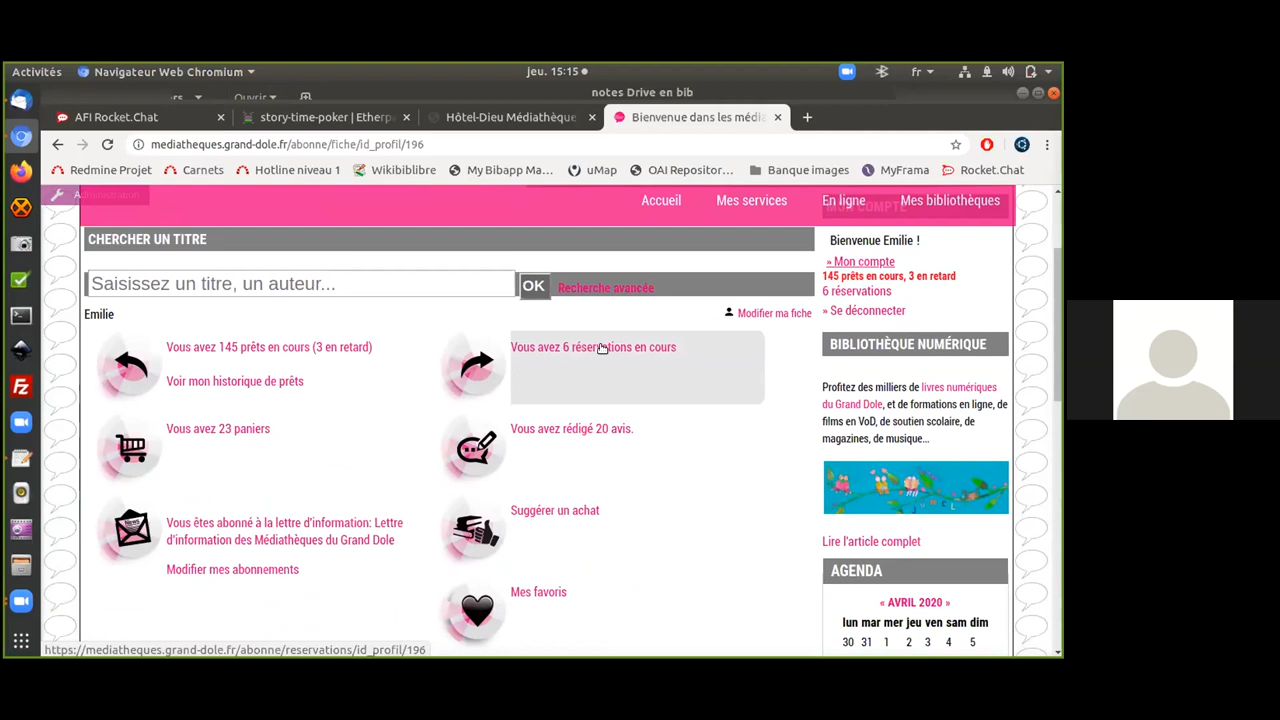 Activités
Navigateur Web Chromium
jeu. 15:15
fr
Ouvrir
notes Drive en bib
AFI Rocket.Chat
story-time-poker | Etherp
Hôtel-Dieu Médiathèque
Bienvenue dans les média
mediatheques.grand-dole.fr/abonne/fiche/id_profil/196
Redmine Projet
Carnets
Hotline niveau 1
Wikibiblibre
My Bibapp Ma...
uMap
OAI Repositor...
Banque images
MyFrama
Rocket.Chat
Administration
Accueil
Mes services
En ligne
Mes bibliothèques
MON COMPTE
CHERCHER UN TITRE
Saisissez un titre, un auteur...
OK
Recherche avancée
Emilie
Modifier ma fiche
Vous avez 145 prêts en cours (3 en retard)
Voir mon historique de prêts
Vous avez 6 réservations en cours
Vous avez 23 paniers
Vous avez rédigé 20 avis.
NEWS
Vous êtes abonné à la lettre d'information: Lettre
d'information des Médiathèques du Grand Dole
Modifier mes abonnements
Suggérer un achat
Mes favoris
Bienvenue Emilie !
» Mon compte
145 prêts en cours, 3 en retard
6 réservations
» Se déconnecter
BIBLIOTHÈQUE NUMÉRIQUE
Profitez des milliers de livres numériques
du Grand Dole, et de formations en ligne, de
films en VoD, de soutien scolaire, de
magazines, de musique...
Lire l'article complet
AGENDA
« AVRIL 2020 »
lun mar mer jeu ven sam dim
30 31 1 2 3 4 5
https://mediatheques.grand-dole.fr/abonne/reservations/id_profil/196